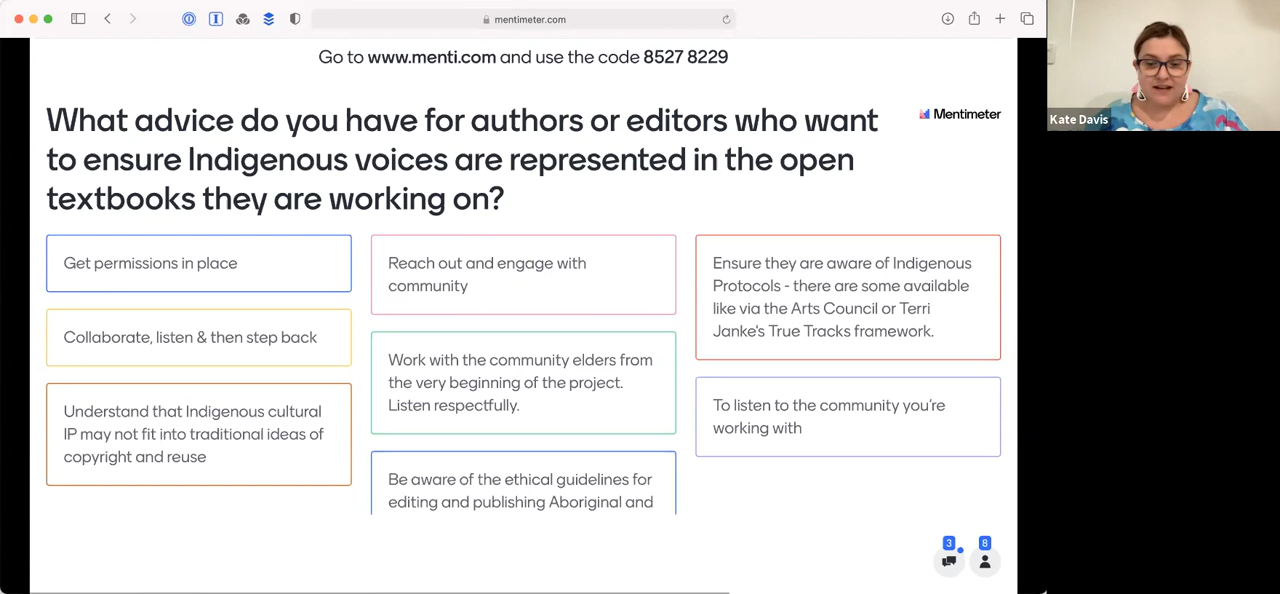 mentimeter.com
Go to www.menti.com and use the code 8527 8229
What advice do you have for authors or editors who want
to ensure Indigenous voices are represented in the open
textbooks they are working on?
Mentimeter
Get permissions in place
Collaborate, listen & then step back
Understand that Indigenous cultural
IP may not fit into traditional ideas of
copyright and reuse
Reach out and engage with
community
Work with the community elders from
the very beginning of the project.
Listen respectfully.
Be aware of the ethical guidelines for
editing and publishing Aboriginal and
Ensure they are aware of Indigenous
Protocols - there are some available
like via the Arts Council or Terri
Janke's True Tracks framework.
To listen to the community you're
working with
3
8
Kate Davis